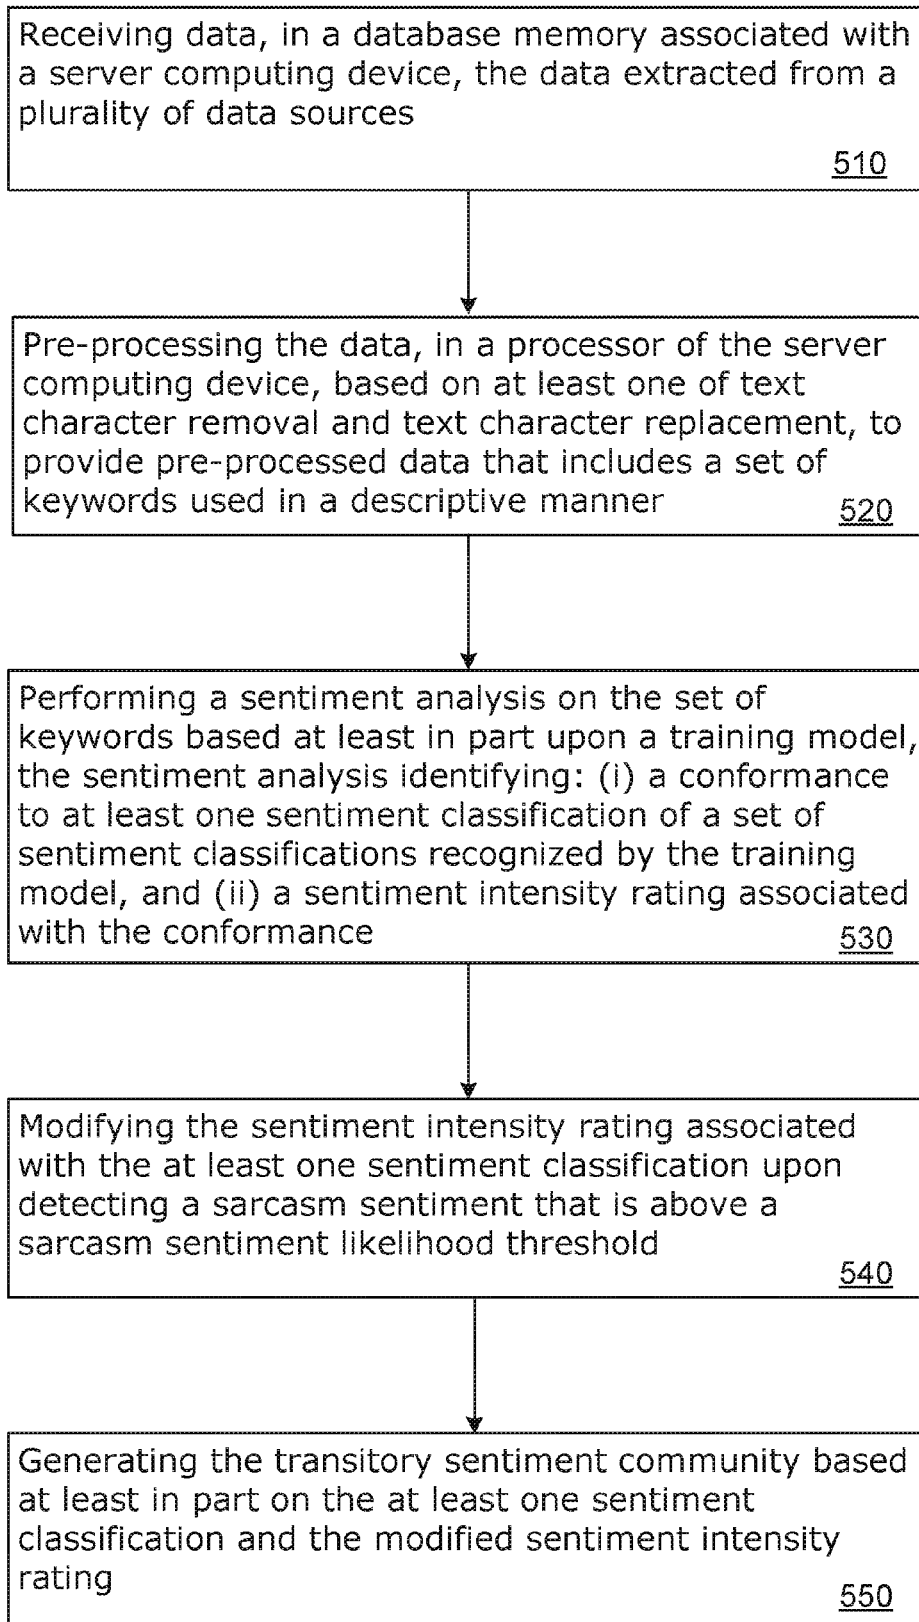 Receiving data, in a database memory associated with
a server computing device, the data extracted from a
plurality of data sources
510
Pre-processing the data, in a processor of the server
computing device, based on at least one of text
character removal and text character replacement, to
provide pre-processed data that includes a set of
keywords used in a descriptive manner
520
Performing a sentiment analysis on the set of
keywords based at least in part upon a training model,
the sentiment analysis identifying: (i) a conformance
to at least one sentiment classification of a set of
sentiment classifications recognized by the training
model, and (ii) a sentiment intensity rating associated
with the conformance
530
Modifying the sentiment intensity rating associated
with the at least one sentiment classification upon
detecting a sarcasm sentiment that is above a
sarcasm sentiment likelihood threshold
540
Generating the transitory sentiment community based
at least in part on the at least one sentiment
classification and the modified sentiment intensity
rating
550